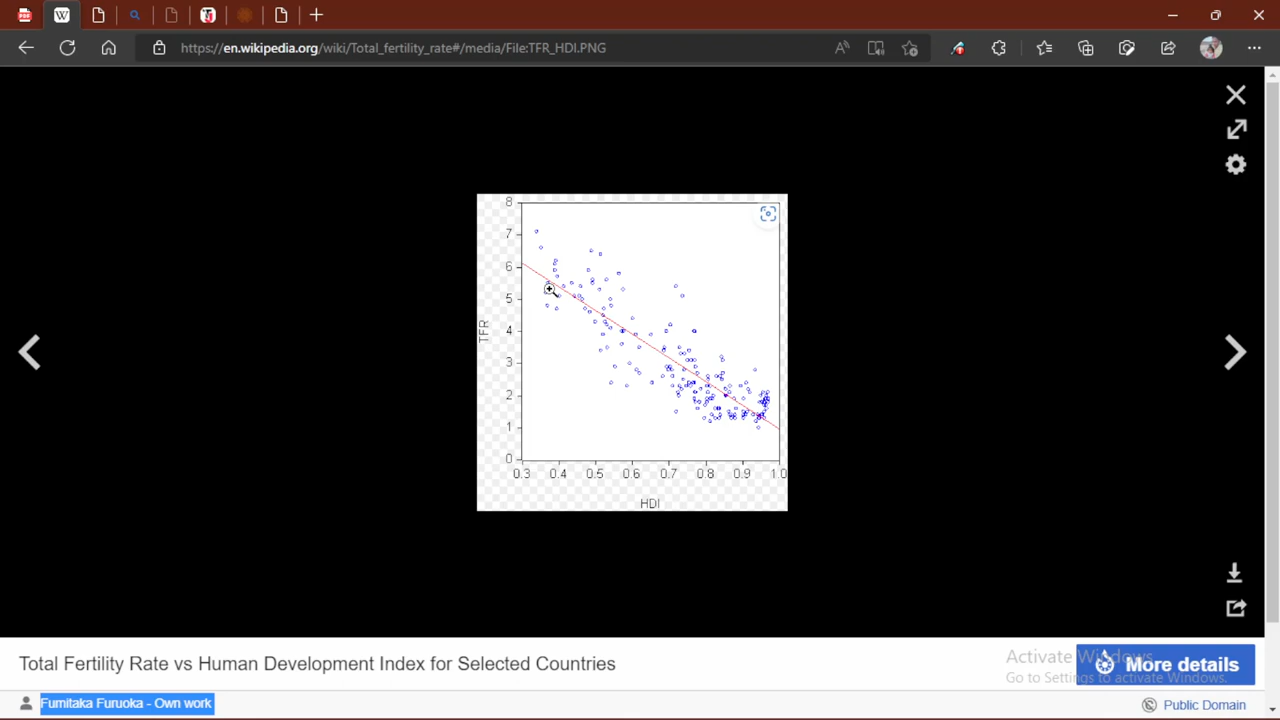 https://en.wikipedia.org/wiki/Total_fertility_rate#/media/File:TFR_HDI.PNG
8
7
6
5
4
3
2
1
0
TFR
0.3 0.4 0.5 0.6 0.7 0.8 0.9 1.0
HDI
Total Fertility Rate vs Human Development Index for Selected Countries
Activate Windows
Go to Settings to activate Windows.
More details
Fumitaka Furuoka - Own work
Public Domain